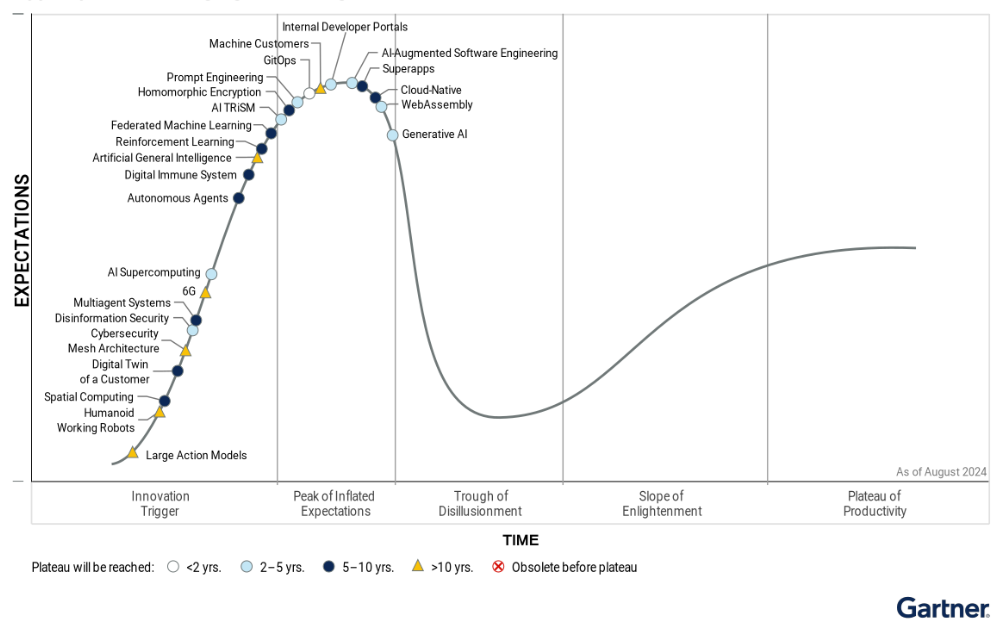 Internal Developer Portals
Machine Customers
GitOps
AI-Augmented Software Engineering
Superapps
Prompt Engineering
Homomorphic Encryption
Cloud-Native
WebAssembly
AI TRiSM
Federated Machine Learning
Generative AI
Reinforcement Learning
Artificial General Intelligence
Digital Immune System
Autonomous Agents
EXPECTATIONS
AI Supercomputing
6G
Multiagent Systems
Disinformation Security
Cybersecurity
Mesh Architecture
Digital Twin
of a Customer
Spatial Computing
Humanoid
Working Robots
Large Action Models
As of August 2024
Innovation
Trigger
Peak of Inflated
Expectations
Trough of
Disillusionment
Slope of
Enlightenment
Plateau of
Productivity
TIME
Plateau will be reached: <2 yrs. 2–5 yrs. 5–10 yrs. >10 yrs. Obsolete before plateau
Gartner